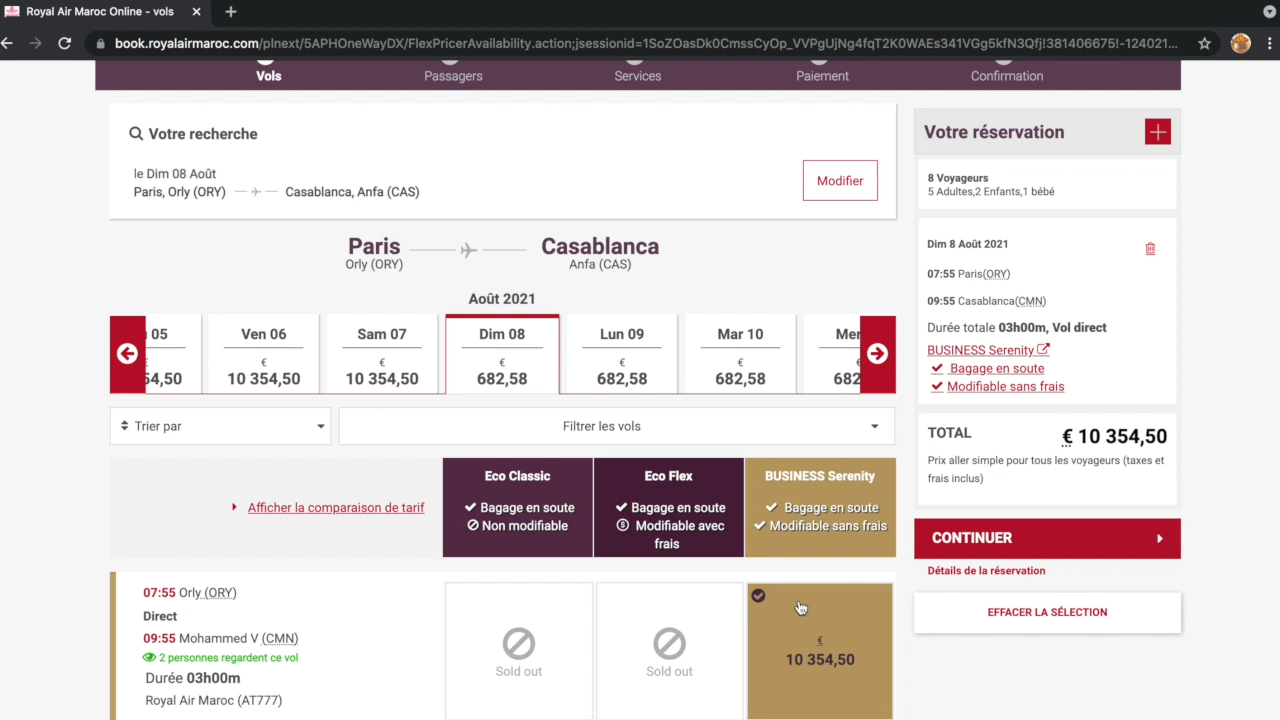 Royal Air Maroc Online - vols
book.royalairmaroc.com/plnext/5APHOneWayDX/FlexPricerAvailability.action;jsessionid=1SoZOasDk0CmssCyOp_VVPgUjNg4fqT2K0WAEs341VGg5kfN3Qfj!381406675!-124021...
Vols
Passagers
Services
Paiement
Confirmation
Votre recherche
le Dim 08 Août
Paris, Orly (ORY)
Casablanca, Anfa (CAS)
Modifier
Paris
Orly (ORY)
Casablanca
Anfa (CAS)
Août 2021
05
€
54,50
Ven 06
€
10 354,50
Sam 07
€
10 354,50
Dim 08
€
682,58
Lun 09
€
682,58
Mar 10
€
682,58
Mer
682
Trier par
Filtrer les vols
Afficher la comparaison de tarif
Eco Classic
Bagage en soute
Non modifiable
Eco Flex
Bagage en soute
Modifiable avec
frais
BUSINESS Serenity
Bagage en soute
Modifiable sans frais
07:55 Orly (ORY)
Direct
09:55 Mohammed V (CMN)
2 personnes regardent ce vol
Durée 03h00m
Royal Air Maroc (AT777)
Sold out
Sold out
€
10 354,50
Votre réservation
8 Voyageurs
5 Adultes,2 Enfants,1 bébé
Dim 8 Août 2021
07:55 Paris(ORY)
09:55 Casablanca(CMN)
Durée totale 03h00m, Vol direct
BUSINESS Serenity
Bagage en soute
Modifiable sans frais
TOTAL
€ 10 354,50
Prix aller simple pour tous les voyageurs (taxes et
frais inclus)
CONTINUER
Détails de la réservation
EFFACER LA SÉLECTION